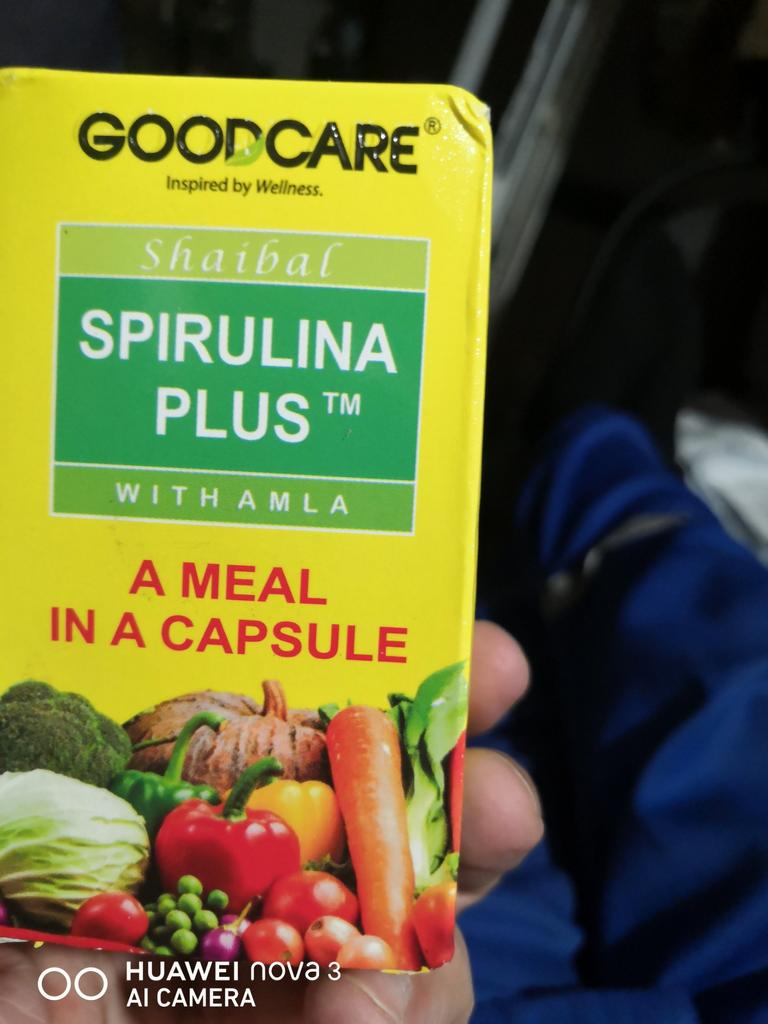 GOODCARE®
Inspired by Wellness.
Shaibal
SPIRULINA
PLUS™
WITH AMLA
A MEAL
IN A CAPSULE
HUAWEI nova 3
AI CAMERA